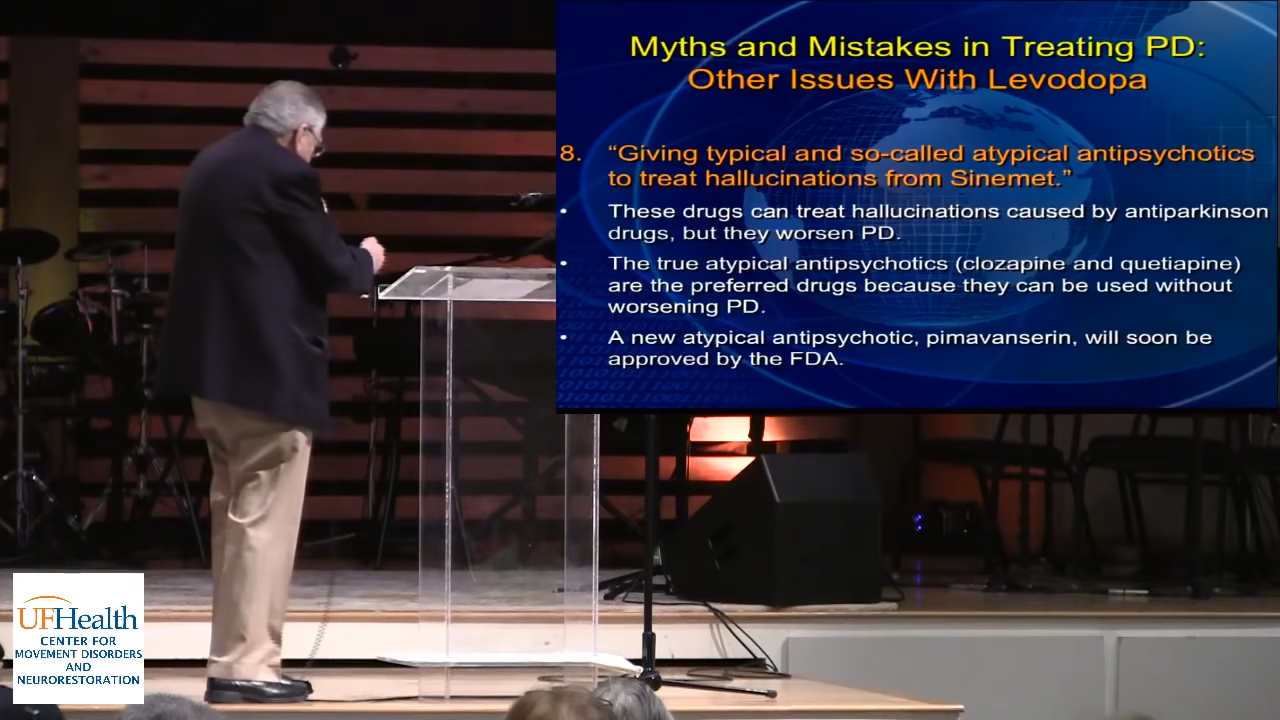 Myths and Mistakes in Treating PD:
Other Issues With Levodopa
8. “Giving typical and so-called atypical antipsychotics
to treat hallucinations from Sinemet.”
• These drugs can treat hallucinations caused by antiparkinson
drugs, but they worsen PD.
• The true atypical antipsychotics (clozapine and quetiapine)
are the preferred drugs because they can be used without
worsening PD.
• A new atypical antipsychotic, pimavanserin, will soon be
approved by the FDA.
UFHealth
CENTER FOR
MOVEMENT DISORDERS
AND
NEURORESTORATION